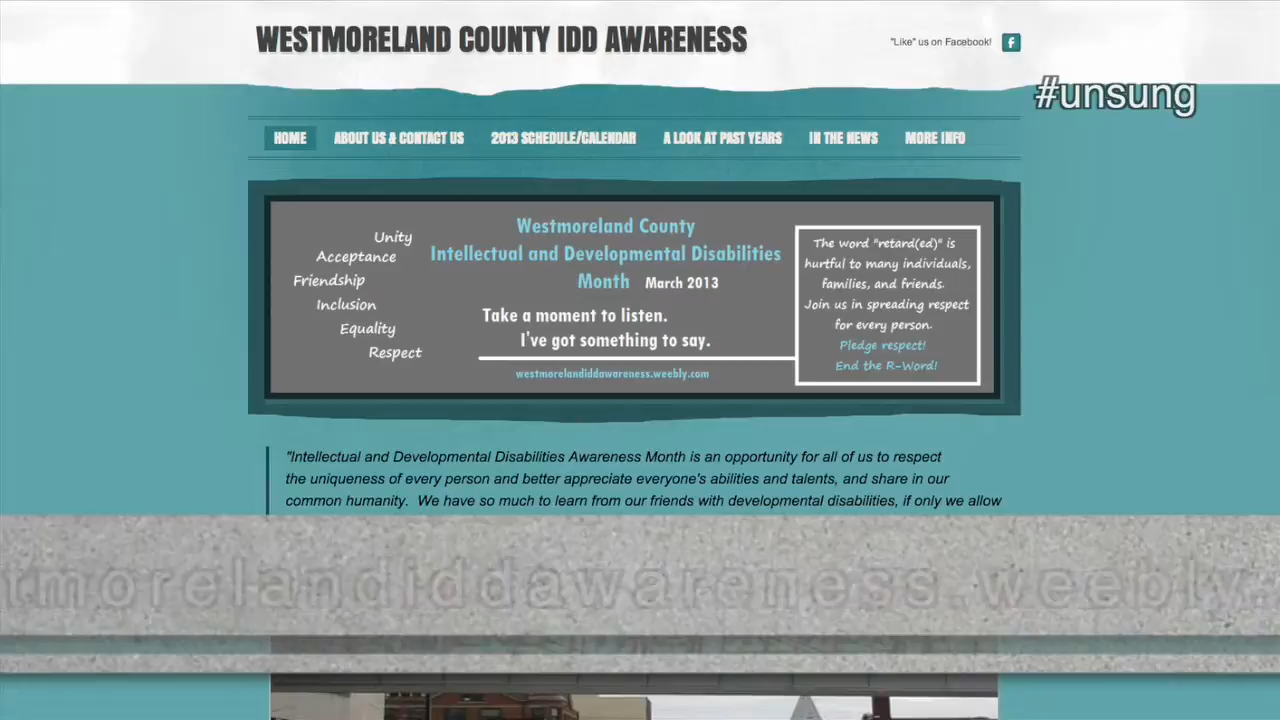 WESTMORELAND COUNTY IDD AWARENESS
"Like" us on Facebook!
#unsung
HOME ABOUT US & CONTACT US 2013 SCHEDULE/CALENDAR A LOOK AT PAST YEARS IN THE NEWS MORE INFO
Unity
Acceptance
Friendship
Inclusion
Equality
Respect
Westmoreland County
Intellectual and Developmental Disabilities
Month March 2013
Take a moment to listen.
I've got something to say.
westmorelandiddawareness.weebly.com
The word "retard(ed)" is
hurtful to many individuals,
families, and friends.
Join us in spreading respect
for every person.
Pledge respect!
End the R-Word!
"Intellectual and Developmental Disabilities Awareness Month is an opportunity for all of us to respect
the uniqueness of every person and better appreciate everyone's abilities and talents, and share in our
common humanity. We have so much to learn from our friends with developmental disabilities, if only we allow
tmorelandiddawareness.weebly.